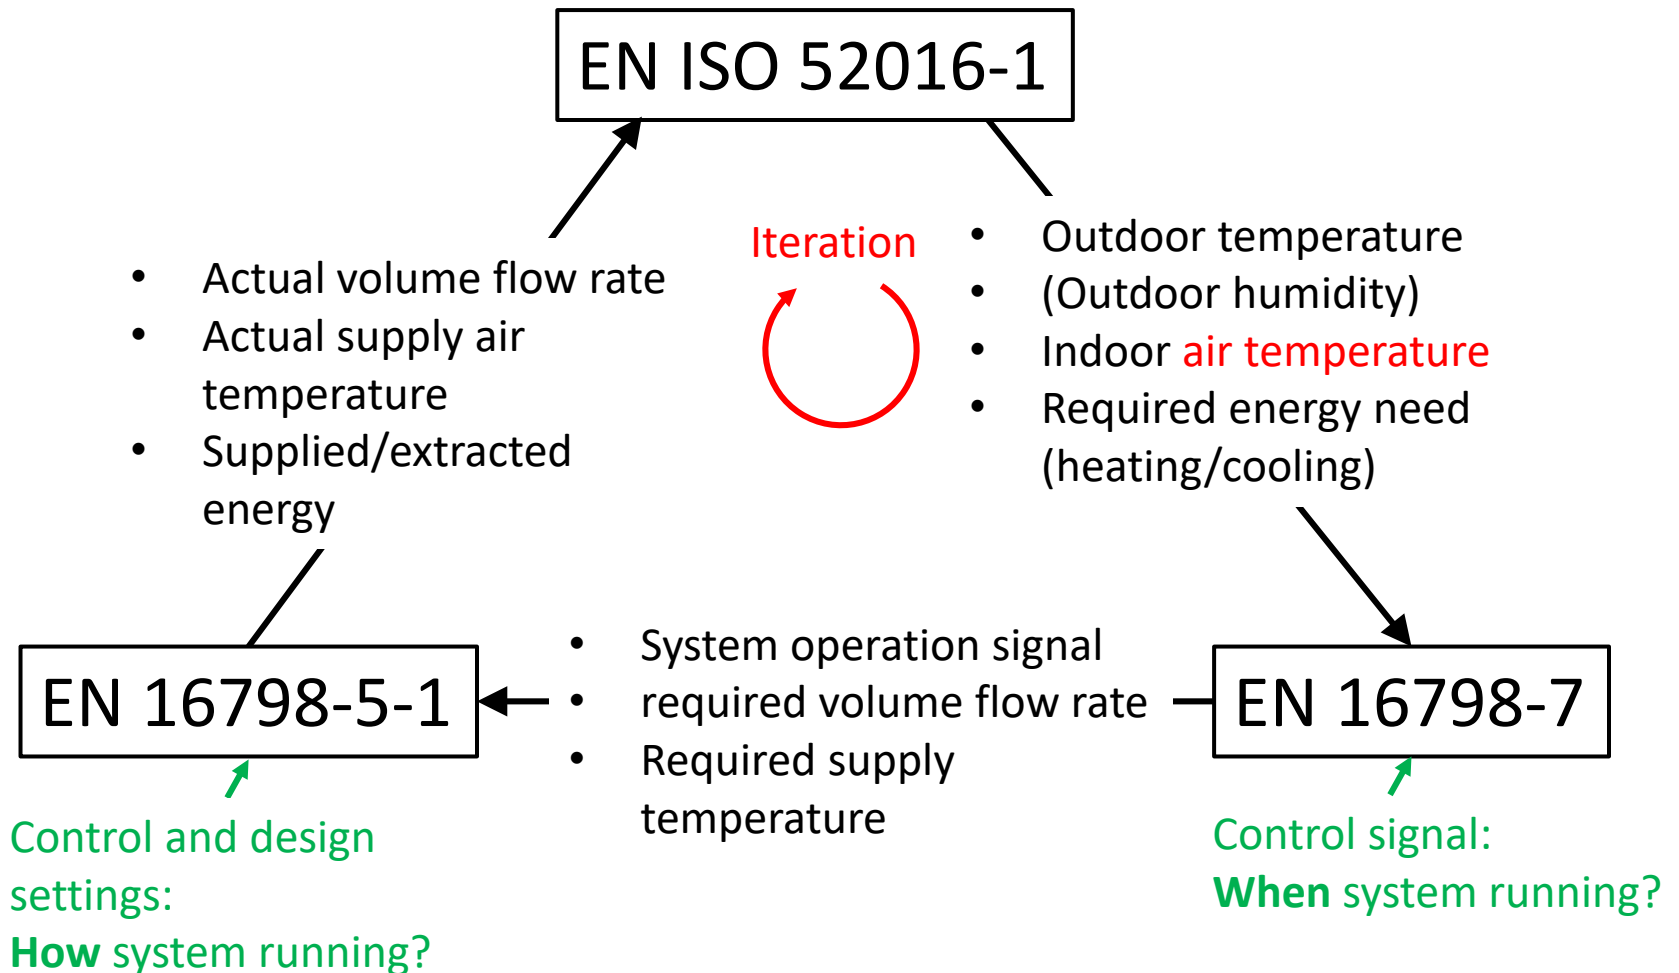 EN ISO 52016-1
Iteration
• Outdoor temperature
• (Outdoor humidity)
• Indoor air temperature
• Required energy need
(heating/cooling)
• Actual volume flow rate
• Actual supply air
temperature
• Supplied/extracted
energy
EN 16798-5-1
• System operation signal
• required volume flow rate
• Required supply
temperature
EN 16798-7
Control and design
settings:
How system running?
Control signal:
When system running?